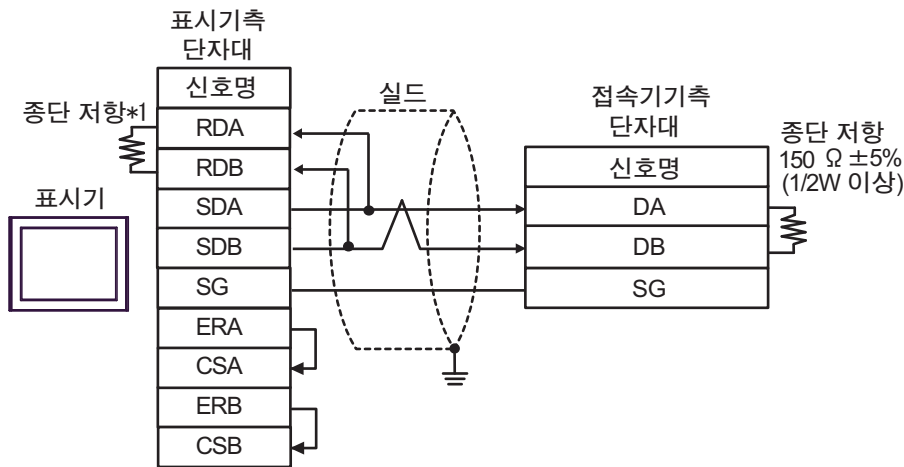 표시기측
단자대
신호명
종단 저항*1
RDA
RDB
표시기
SDA
SDB
SG
ERA
CSA
ERB
CSB
실드
접속기기측
단자대
신호명
DA
DB
SG
종단 저항
150 Ω ±5%
(1/2W 이상)